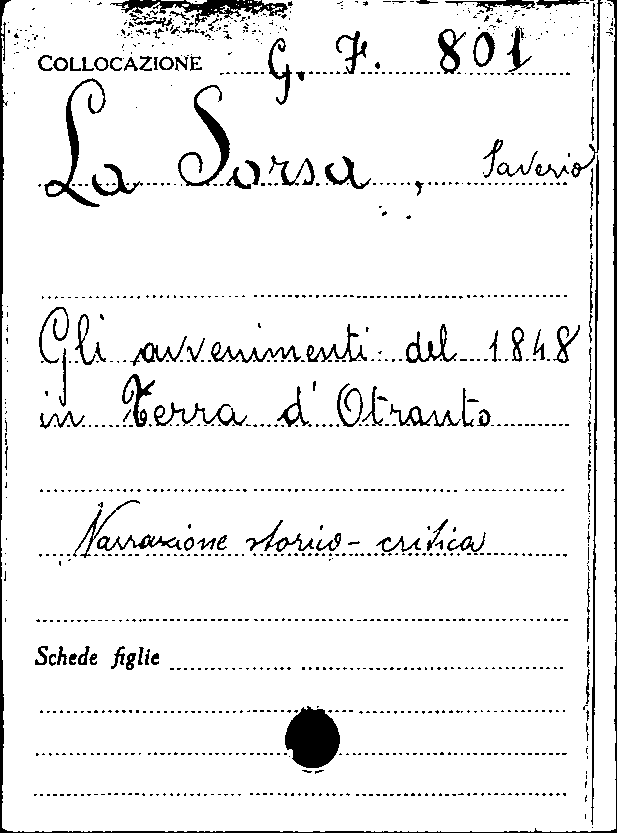 COLLOCAZIONE G. F. 801
La Sorsa, Saverio
Gli avvenimenti del 1848
in Terra d'Otranto
Narrazione storico-critica
Schede figlie